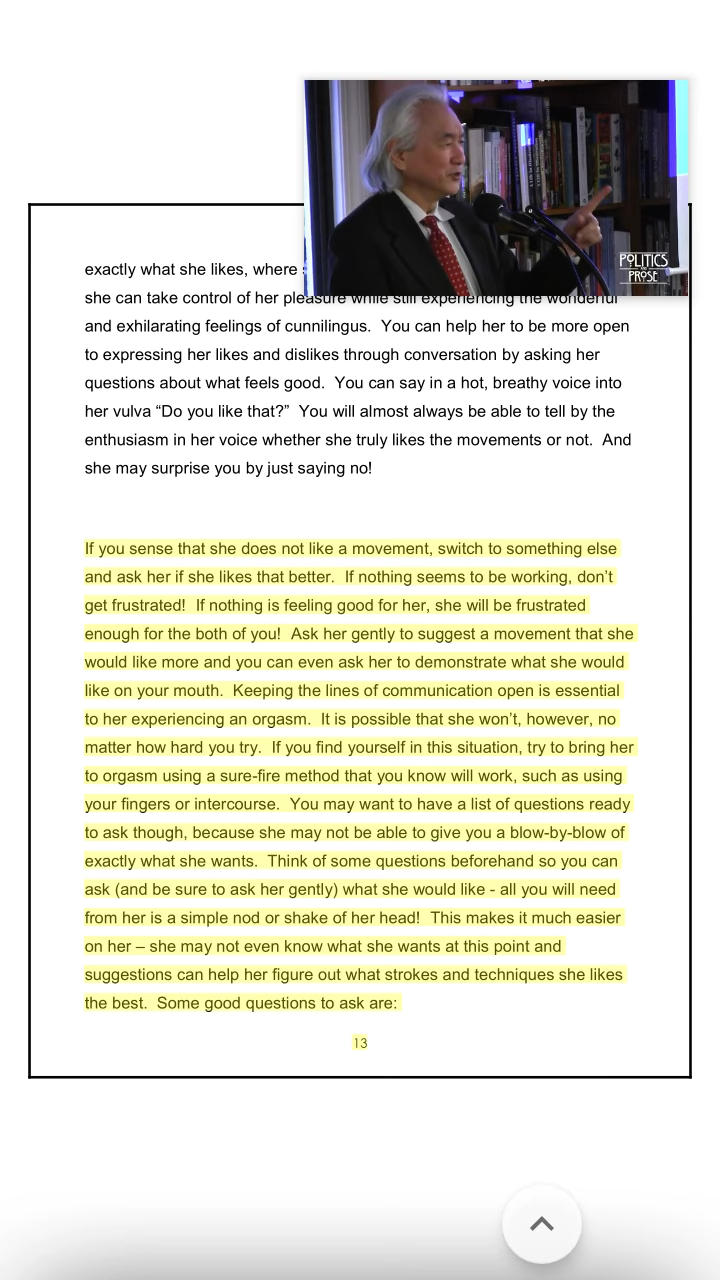 POLITICS
AND
PROSE
exactly what she likes, where
she can take control of her pleasure while still experiencing the wonderful
and exhilarating feelings of cunnilingus.  You can help her to be more open
to expressing her likes and dislikes through conversation by asking her
questions about what feels good.  You can say in a hot, breathy voice into
her vulva “Do you like that?”  You will almost always be able to tell by the
enthusiasm in her voice whether she truly likes the movements or not.  And
she may surprise you by just saying no!
If you sense that she does not like a movement, switch to something else
and ask her if she likes that better.  If nothing seems to be working, don’t
get frustrated!  If nothing is feeling good for her, she will be frustrated
enough for the both of you!  Ask her gently to suggest a movement that she
would like more and you can even ask her to demonstrate what she would
like on your mouth.  Keeping the lines of communication open is essential
to her experiencing an orgasm.  It is possible that she won’t, however, no
matter how hard you try.  If you find yourself in this situation, try to bring her
to orgasm using a sure-fire method that you know will work, such as using
your fingers or intercourse.  You may want to have a list of questions ready
to ask though, because she may not be able to give you a blow-by-blow of
exactly what she wants.  Think of some questions beforehand so you can
ask (and be sure to ask her gently) what she would like - all you will need
from her is a simple nod or shake of her head!  This makes it much easier
on her – she may not even know what she wants at this point and
suggestions can help her figure out what strokes and techniques she likes
the best.  Some good questions to ask are:
13